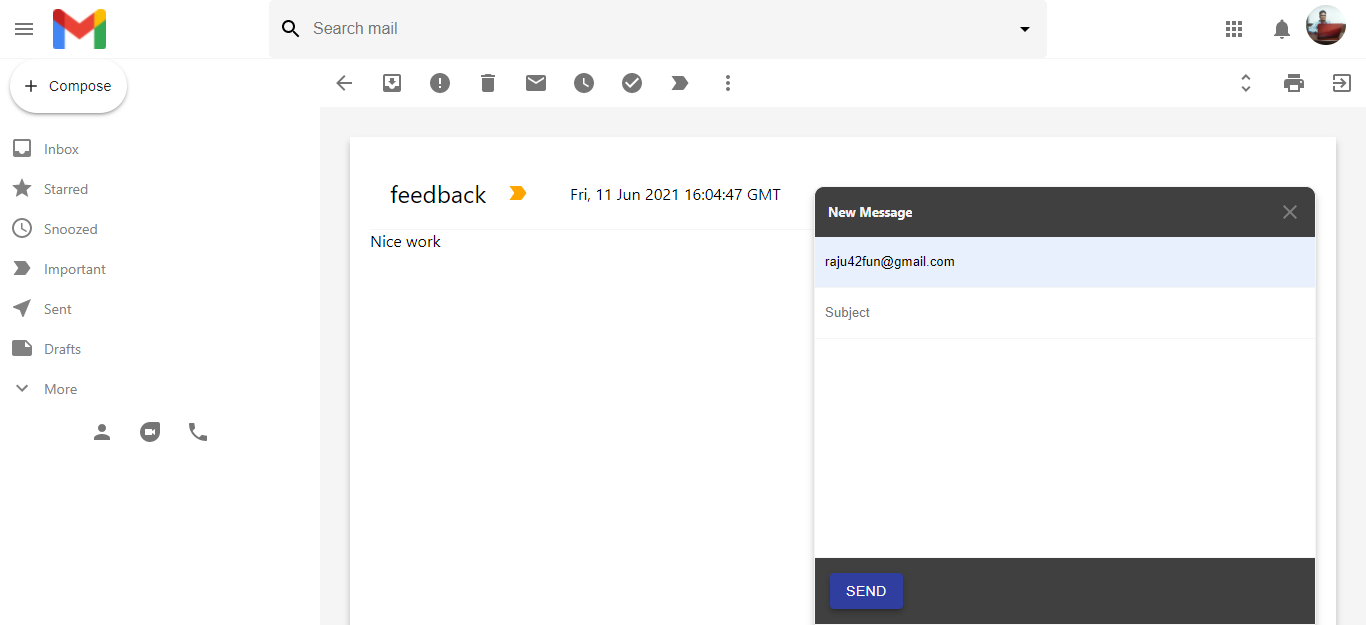 Search mail
Compose
Inbox
Starred
Snoozed
Important
Sent
Drafts
More
feedback
Fri, 11 Jun 2021 16:04:47 GMT
Nice work
New Message
raju42fun@gmail.com
Subject
SEND